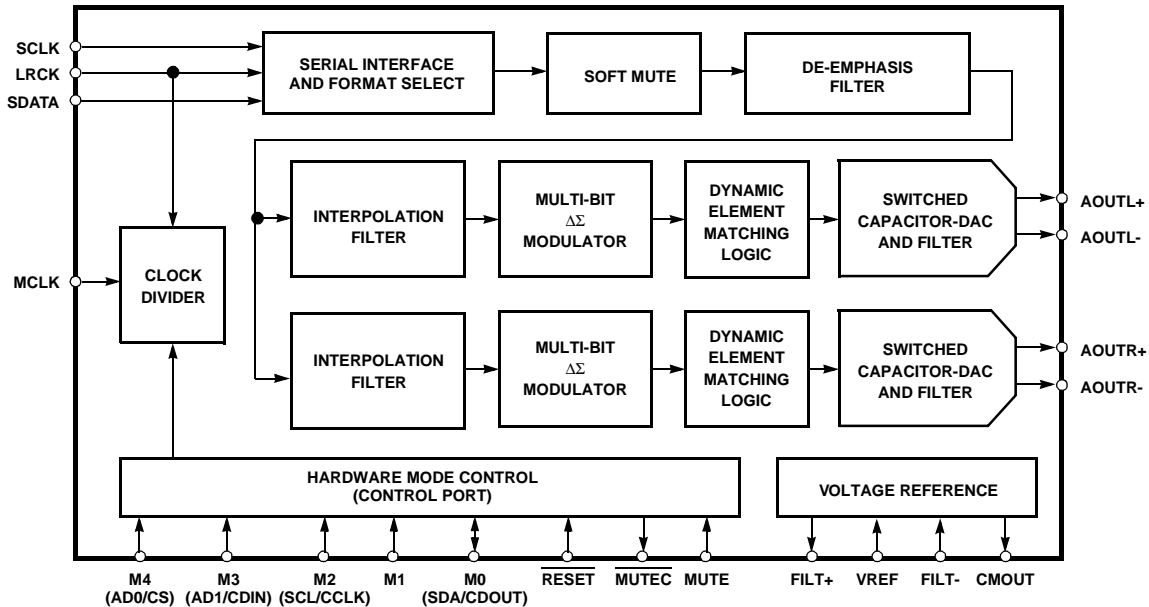 SCLK
LRCK
SDATA
SERIAL INTERFACE
AND FORMAT SELECT
SOFT MUTE
DE-EMPHASIS
FILTER
INTERPOLATION
FILTER
MULTI-BIT
ΔΣ
MODULATOR
DYNAMIC
ELEMENT
MATCHING
LOGIC
SWITCHED
CAPACITOR-DAC
AND FILTER
AOUTL+
AOUTL-
MCLK
CLOCK
DIVIDER
INTERPOLATION
FILTER
MULTI-BIT
ΔΣ
MODULATOR
DYNAMIC
ELEMENT
MATCHING
LOGIC
SWITCHED
CAPACITOR-DAC
AND FILTER
AOUTR+
AOUTR-
HARDWARE MODE CONTROL
(CONTROL PORT)
VOLTAGE REFERENCE
M4
(AD0/CS)
M3
(AD1/CDIN)
M2
(SCL/CCLK)
M1
M0
(SDA/CDOUT)
RESET
MUTEC
MUTE
FILT+
VREF
FILT-
CMOUT